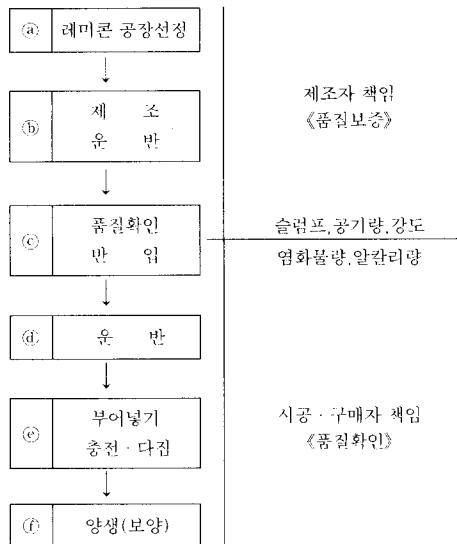 ⓐ 레미콘 공장선정
제조자 책임
《품질보증》
ⓑ 제 조
운 반
ⓒ 품질확인
반 입
슬럼프,공기량,강도
염화물량,알칼리량
ⓓ 운 반
ⓔ 부어넣기
충전·다짐
시공·구매자 책임
《품질확인》
ⓕ 양생(보양)